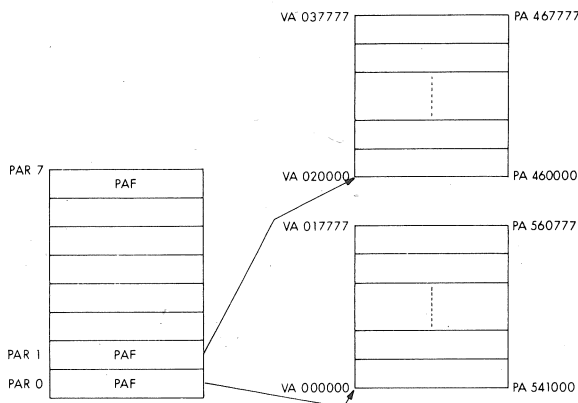 VA 037777 PA 467777
VA 020000 PA 460000
PAR 7 PAF
VA 017777 PA 560777
PAR 1 PAF
PAR 0 PAF
VA 000000 PA 541000